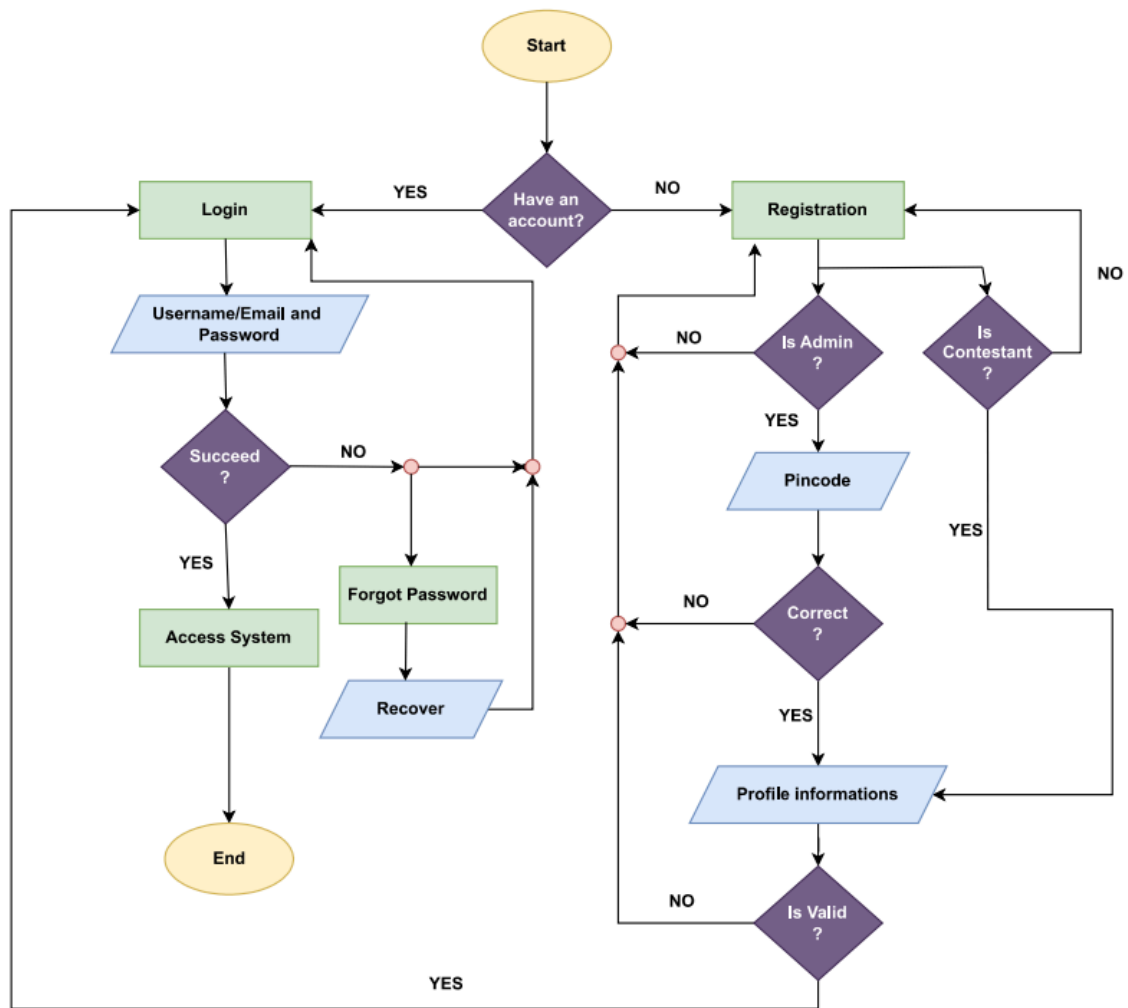 Start
Have an
account?
YES
NO
Login
Registration
NO
Username/Email and
Password
Is Admin
?
Is
Contestant
?
NO
YES
Succeed
?
NO
Pincode
YES
YES
Forgot Password
Correct
?
NO
Access System
Recover
YES
Profile informations
End
Is Valid
?
NO
YES